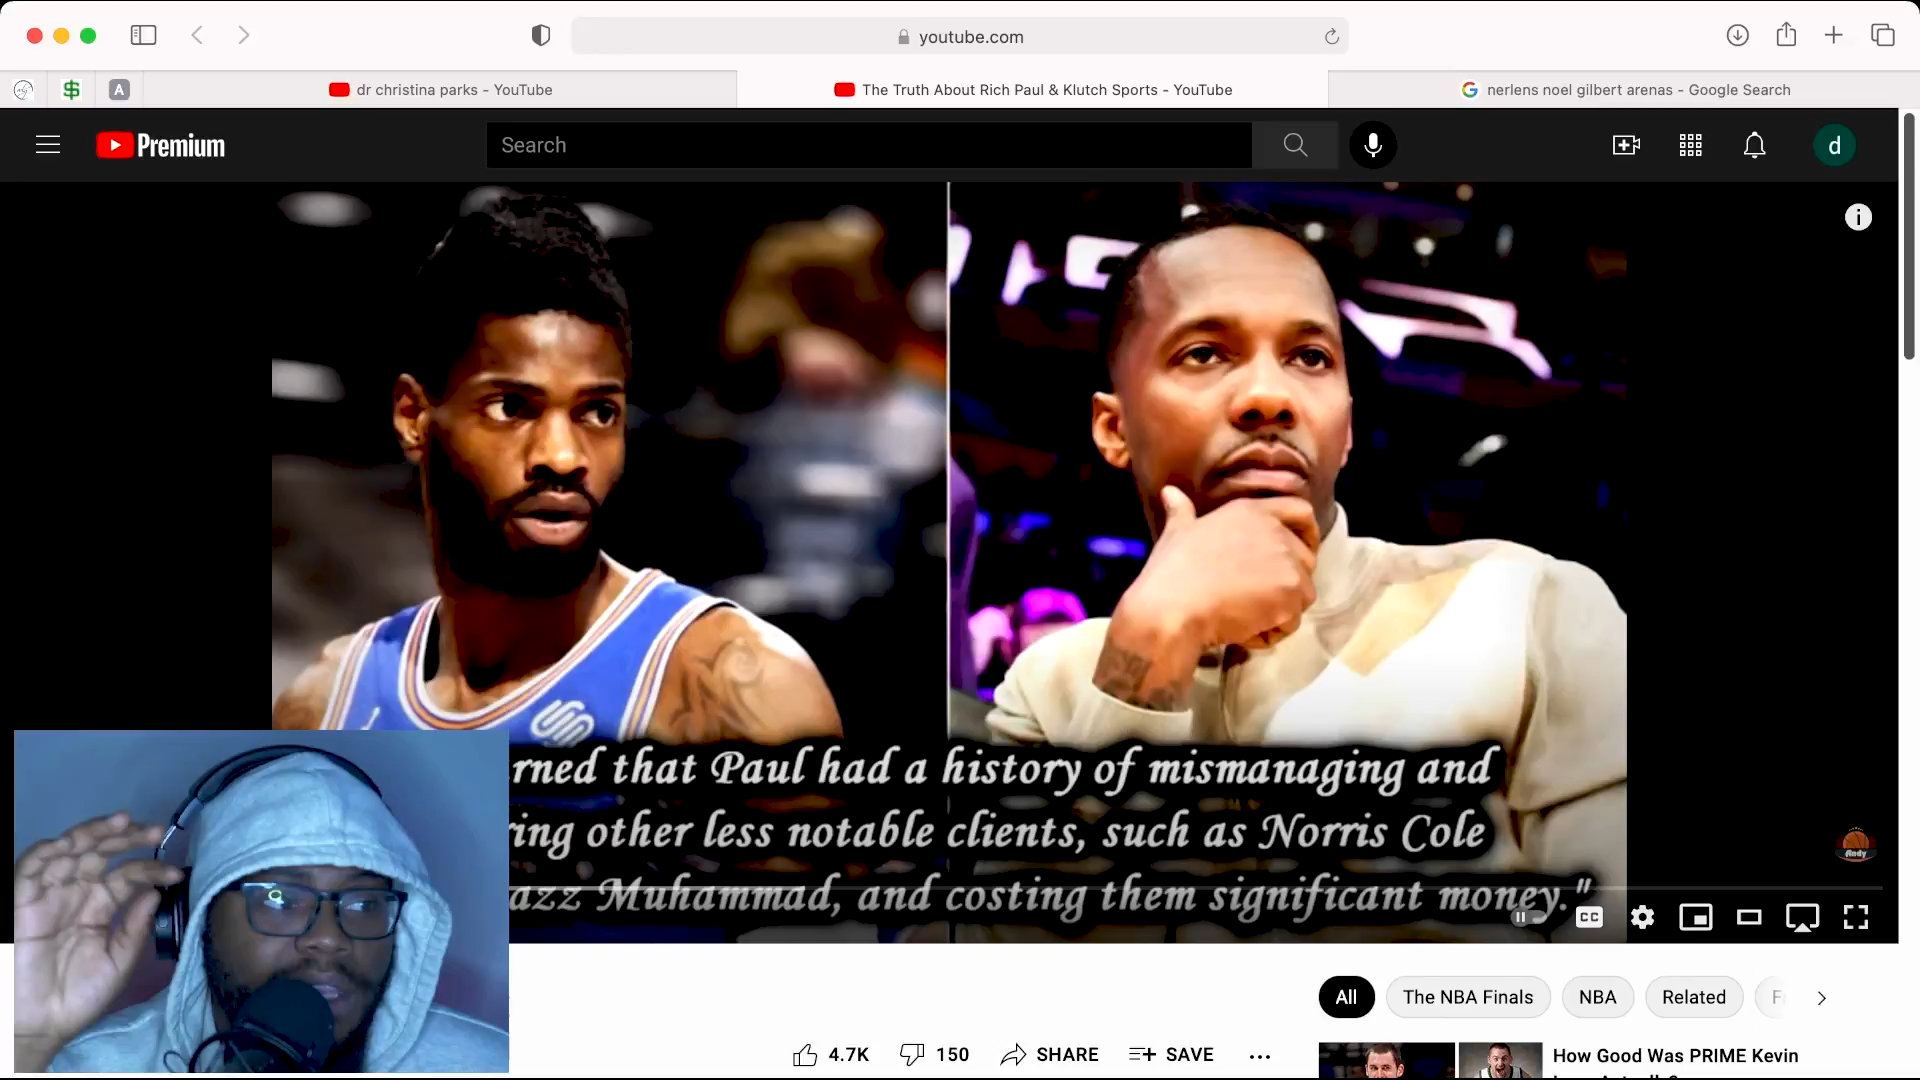 youtube.com
A
dr christina parks - YouTube
The Truth About Rich Paul & Klutch Sports - YouTube
nerlens noel gilbert arenas - Google Search
Premium
Search
d
rned that Paul had a history of mismanaging and
ring other less notable clients, such as Norris Cole
azz Muhammad, and costing them significant money."
Andy
CC
All
The NBA Finals
NBA
Related
F
4.7K
150
SHARE
SAVE
How Good Was PRIME Kevin